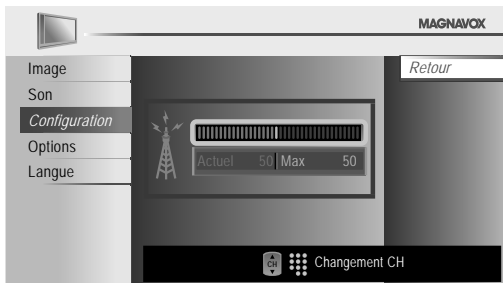 MAGNAVOX
Image
Son
Configuration
Options
Langue
Retour
Actuel 50 Max 50
CH Changement CH